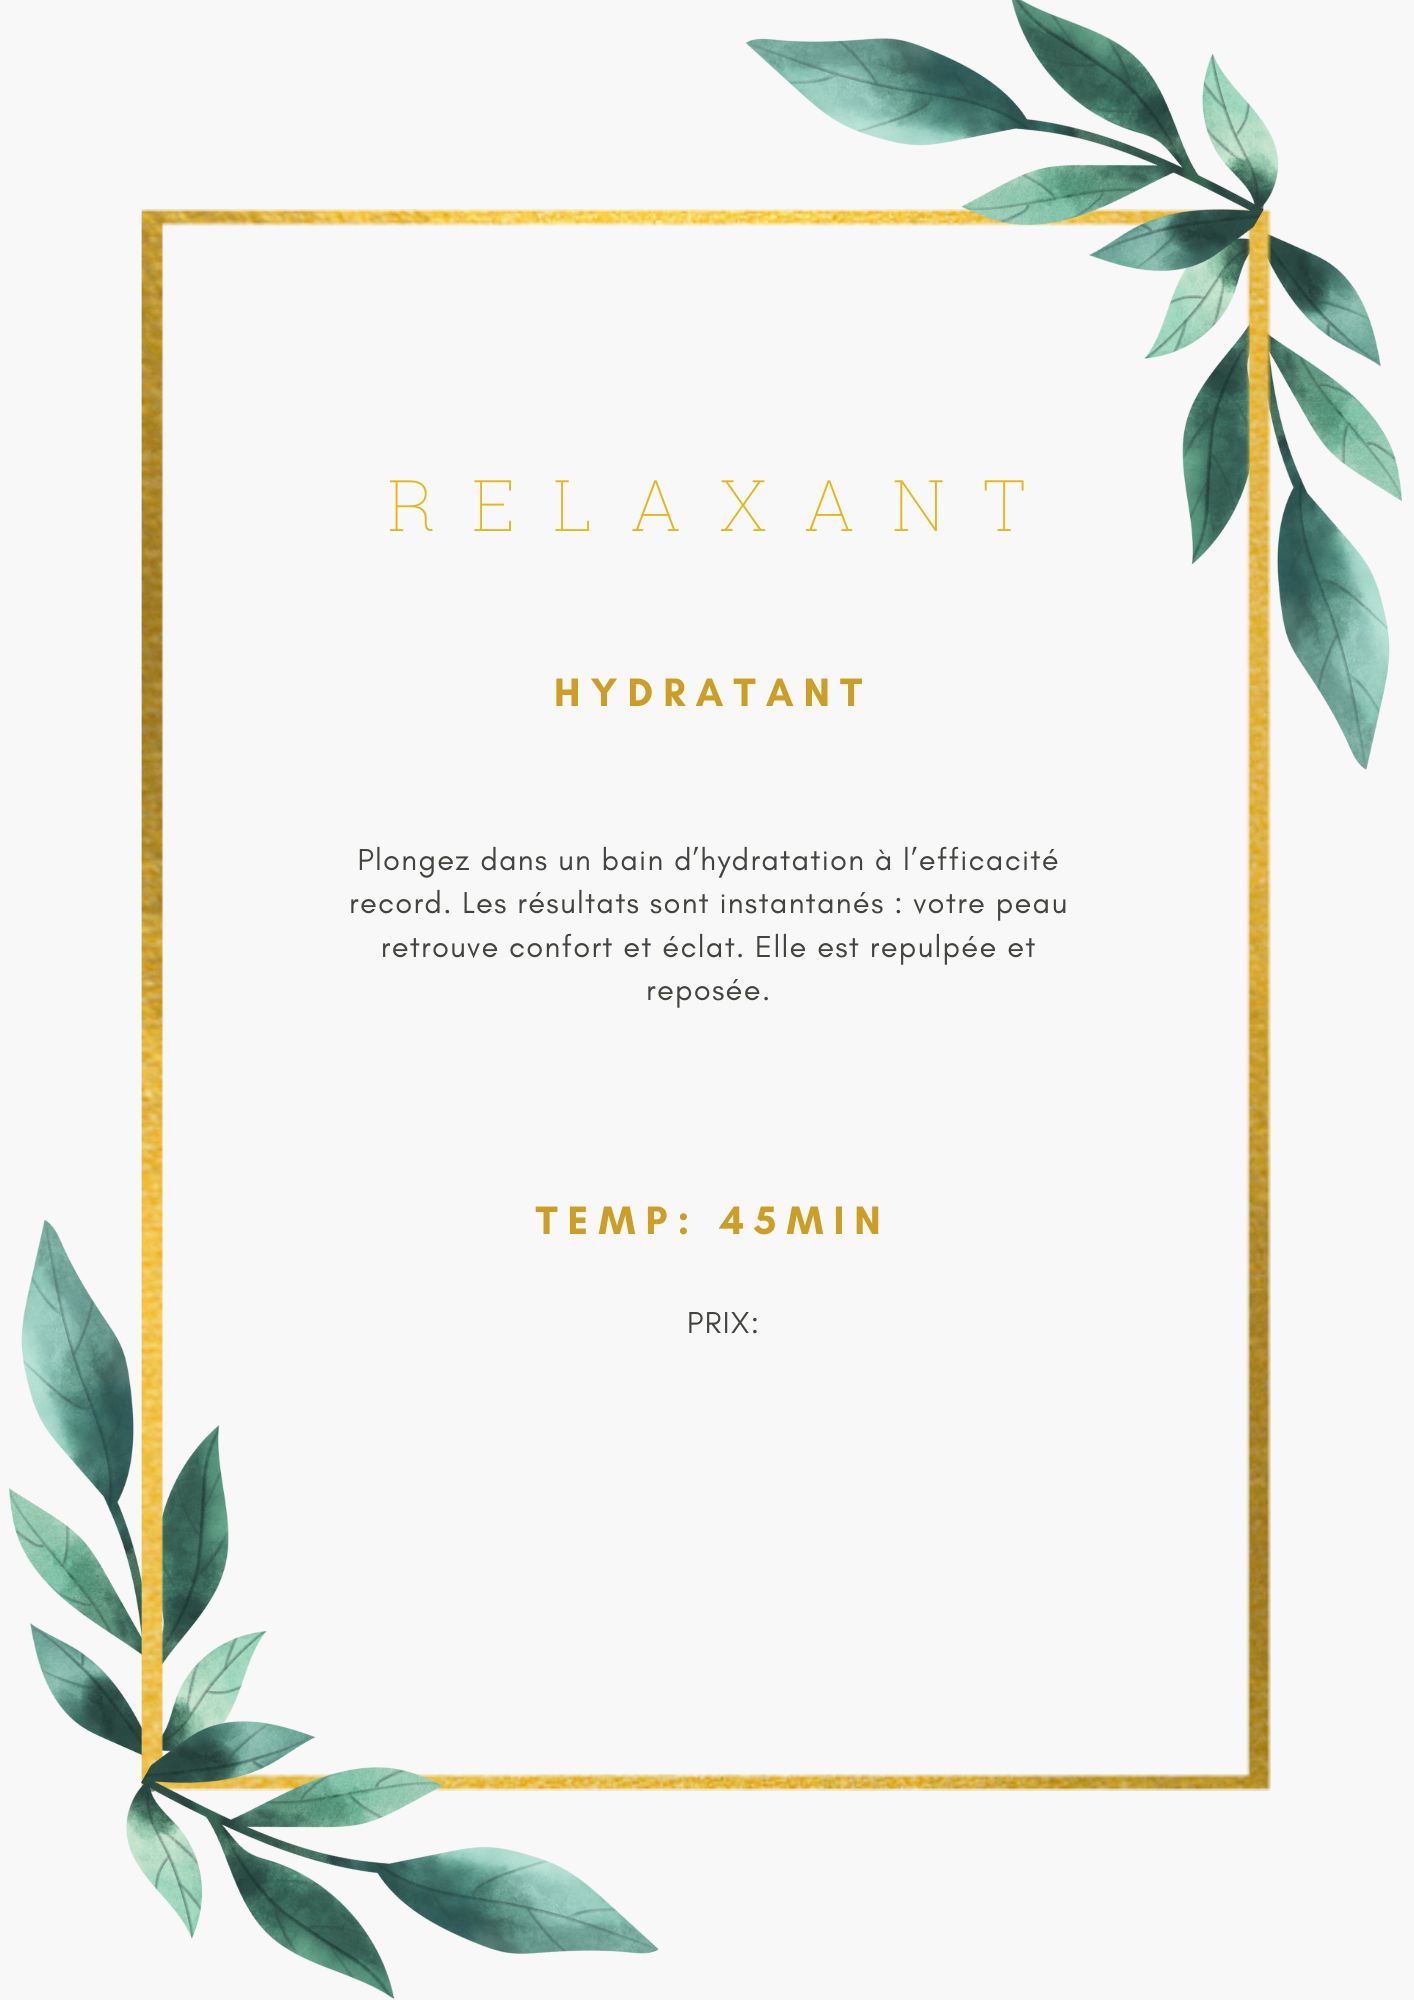 RELAXANT
HYDRATANT
Plongez dans un bain d’hydratation à l’efficacité
record. Les résultats sont instantanés : votre peau
retrouve confort et éclat. Elle est repulpée et
reposée.
TEMP: 45MIN
PRIX: